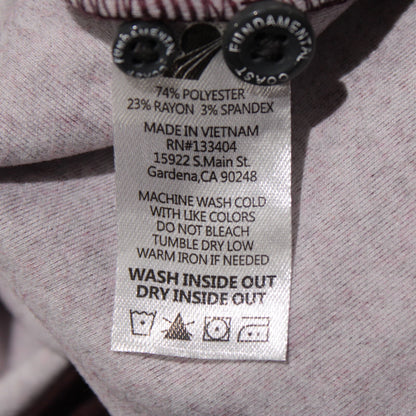 FUNDAMENTAL
FUNDAMENTAL
COAST
74% POLYESTER
23% RAYON 3% SPANDEX
MADE IN VIETNAM
RN#133404
15922 S.Main St.
Gardena,CA 90248
MACHINE WASH COLD
WITH LIKE COLORS
DO NOT BLEACH
TUMBLE DRY LOW
WARM IRON IF NEEDED
WASH INSIDE OUT
DRY INSIDE OUT